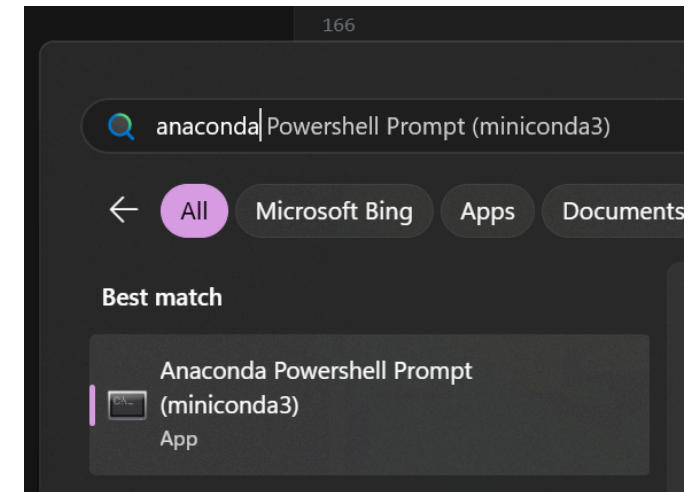 166
anaconda Powershell Prompt (miniconda3)
All Microsoft Bing Apps Documents
Best match
Anaconda Powershell Prompt
(miniconda3)
App